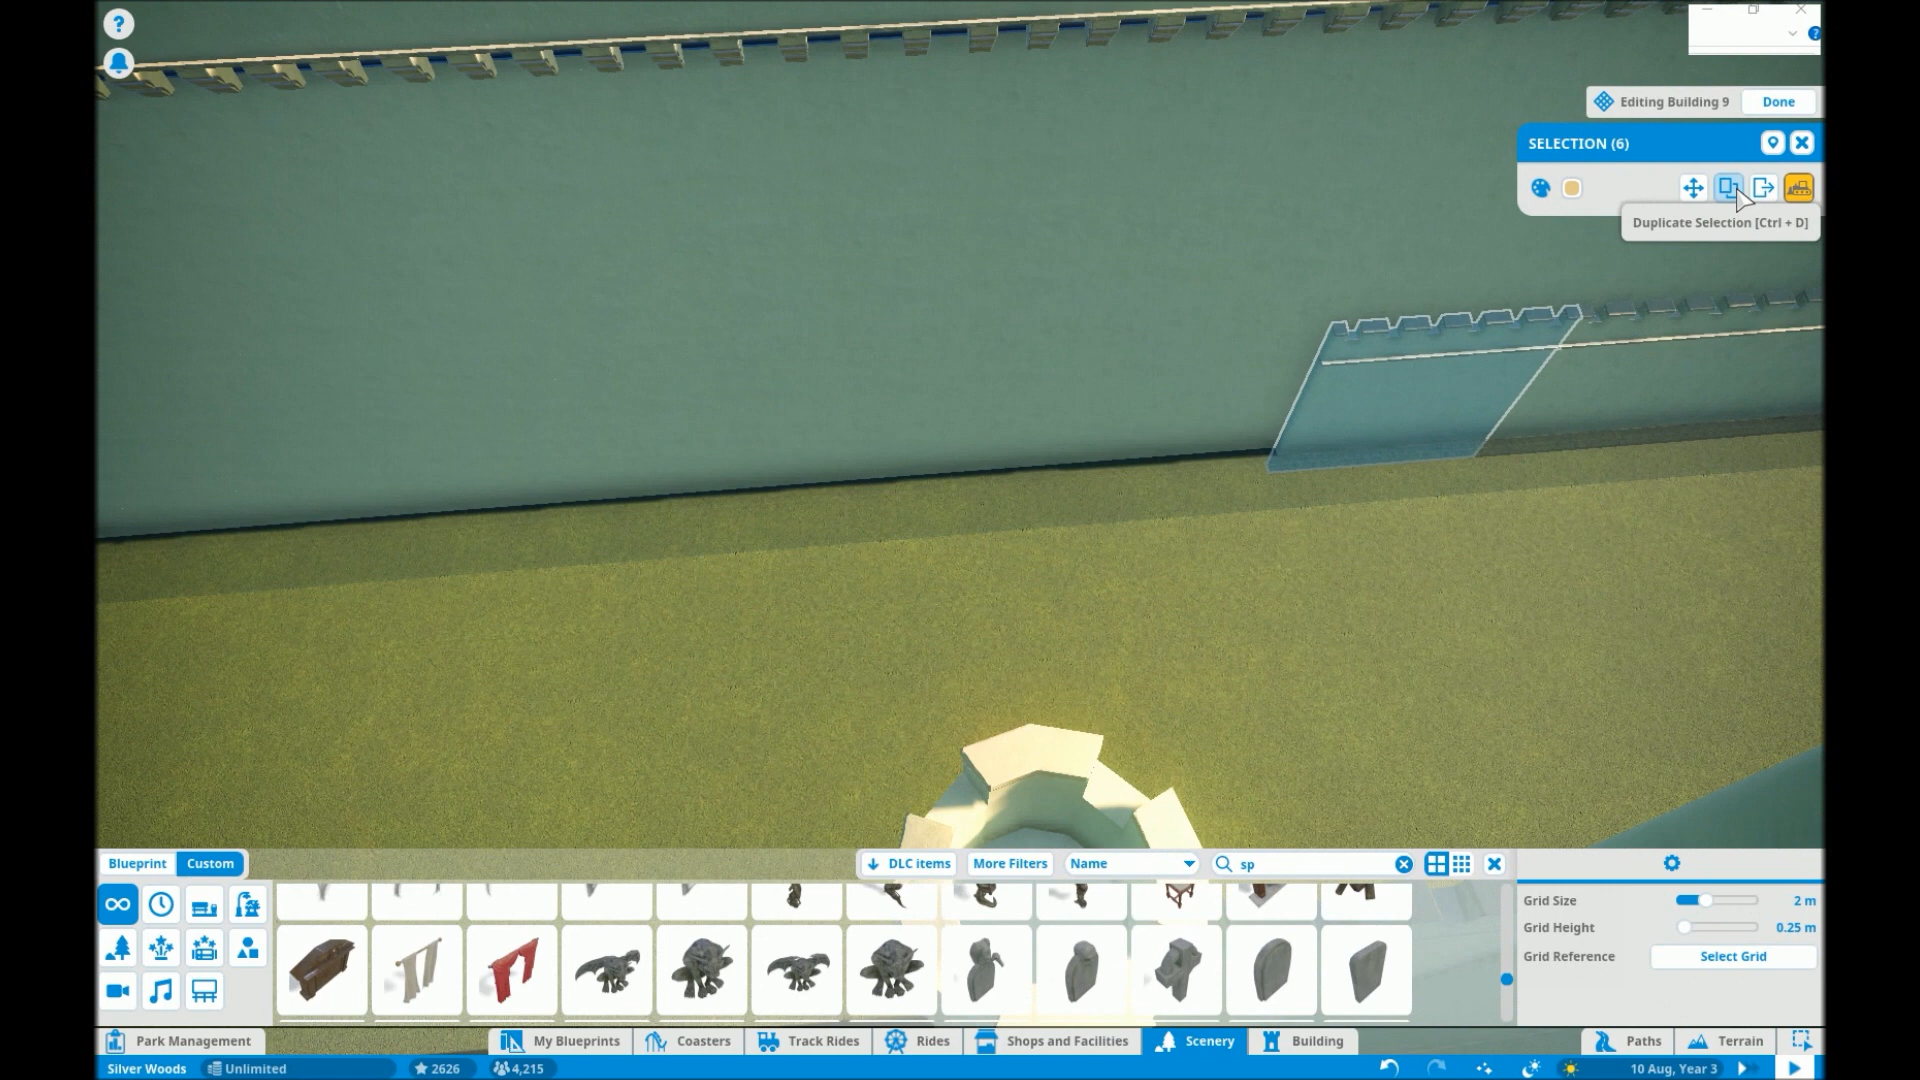 ?
?
Editing Building 9 Done
SELECTION (6)
Duplicate Selection [Ctrl + D]
Blueprint Custom
DLC items More Filters Name sp
Grid Size 2 m
Grid Height 0.25 m
Grid Reference Select Grid
Park Management My Blueprints Coasters Track Rides Rides Shops and Facilities Scenery Building Paths Terrain
Silver Woods Unlimited 2626 4,215 10 Aug, Year 3